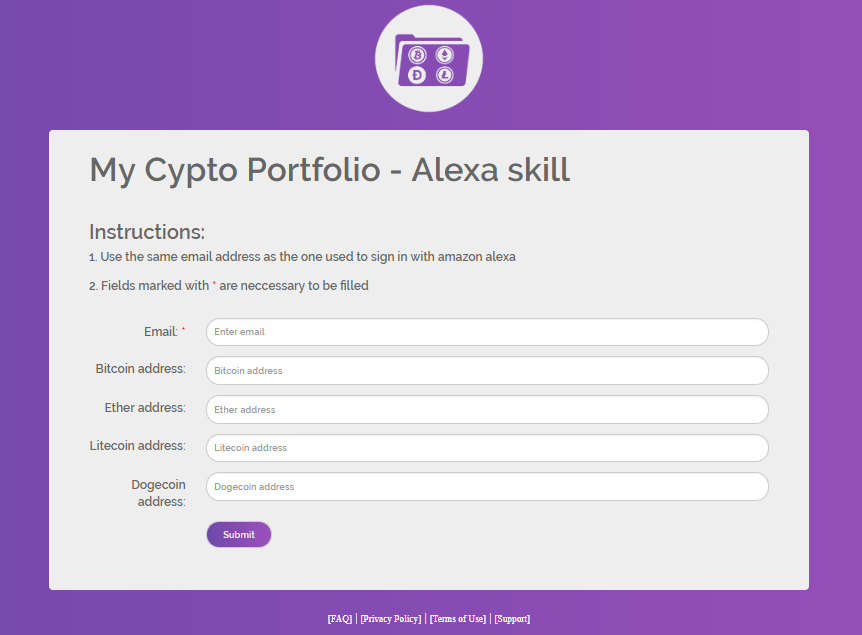 My Cypto Portfolio - Alexa skill
Instructions:
1. Use the same email address as the one used to sign in with amazon alexa
2. Fields marked with * are neccessary to be filled
Email: * Enter email
Bitcoin address: Bitcoin address
Ether address: Ether address
Litecoin address: Litecoin address
Dogecoin address: Dogecoin address
Submit
[FAQ] | [Privacy Policy] | [Terms of Use] | [Support]